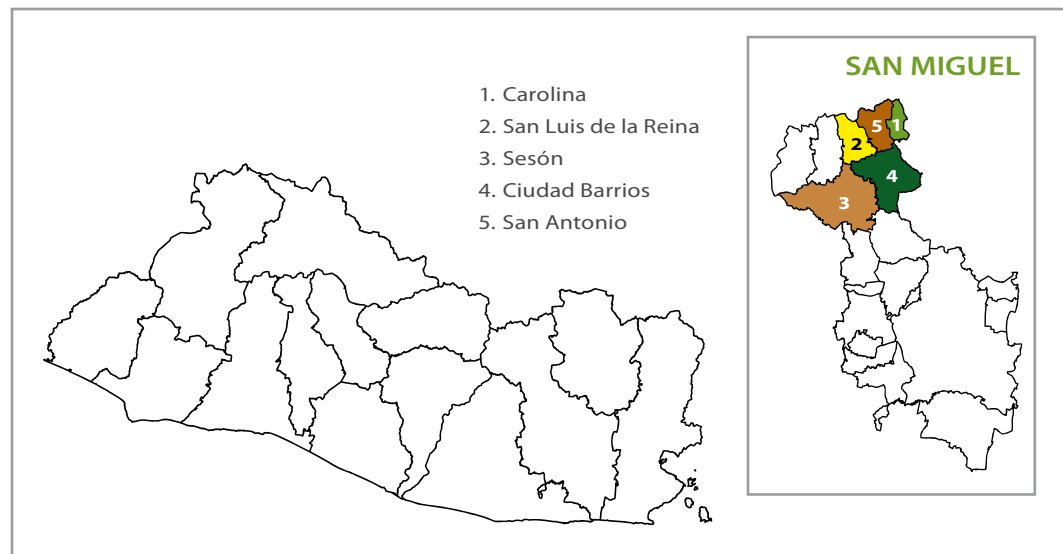 1. Carolina
2. San Luis de la Reina
3. Sesón
4. Ciudad Barrios
5. San Antonio
SAN MIGUEL
5
1
2
4
3